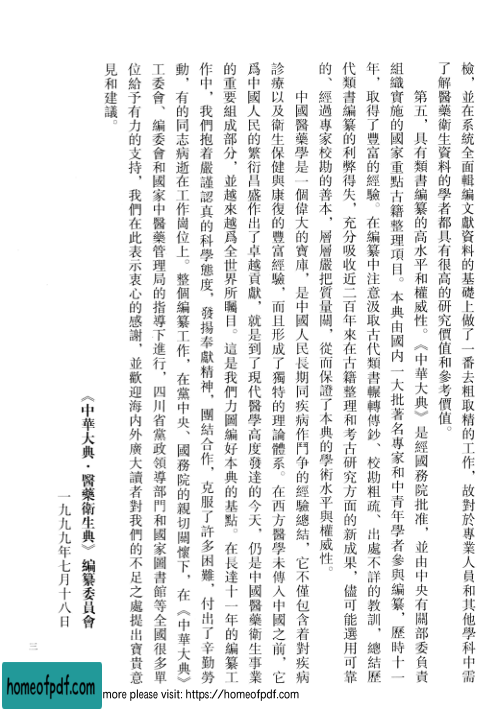 檢，並在系統全面輯編文獻資料的基礎上做了一番去粗取精的工作，故對於專業人員和其他學科中需
了解醫藥衛生資料的學者都具有很高的研究價值和參考價值。
第五，具有類書編纂的高水平和權威性。《中華大典》是經國務院批准，並由中央有關部委負責
組織實施的國家重點古籍整理項目。本典由國内一大批著名專家和中青年學者參與編纂，歷時十一
年，取得了豐富的經驗。在編纂中注意汲取古代類書輾轉傳鈔、校勘粗疏、出處不詳的教訓，總結歷
代類書編纂的利弊得失，充分吸收近二百年來在古籍整理和考古研究方面的新成果，儘可能選用可靠
的、經過專家校勘的善本，層層嚴把質量關，從而保證了本典的學術水平與權威性。
中國醫藥學是一個偉大的寶庫，是中國人民長期同疾病作鬥争的經驗總結，它不僅包含着對疾病
診療以及衛生保健與康復的豐富經驗，而且形成了獨特的理論體系。在西方醫學未傳入中國之前，它
爲中國人民的繁衍昌盛作出了卓越貢獻，就是到了現代醫學高度發達的今天，仍是中國醫藥衛生事業
的重要組成部分，並越來越爲全世界所矚目。這是我們力圖編好本典的基點。在長達十一年的編纂工
作中，我們抱着嚴謹認真的科學態度，發揚奉獻精神，團結合作，克服了許多困難，付出了辛勤勞
動，有的同志病逝在工作崗位上。整個編纂工作，在黨中央、國務院的親切關懷下，在《中華大典》
工委會、編委會和國家中醫藥管理局的指導下進行，四川省黨政領導部門和國家圖書館等全國很多單
位給予有力的支持，我們在此表示衷心的感謝，並歡迎海内外廣大讀者對我們的不足之處提出寶貴意
見和建議。
《中華大典·醫藥衛生典》編纂委員會
一九九九年七月十八日
三
homeofpdf.com
more please visit: https://homeofpdf.com